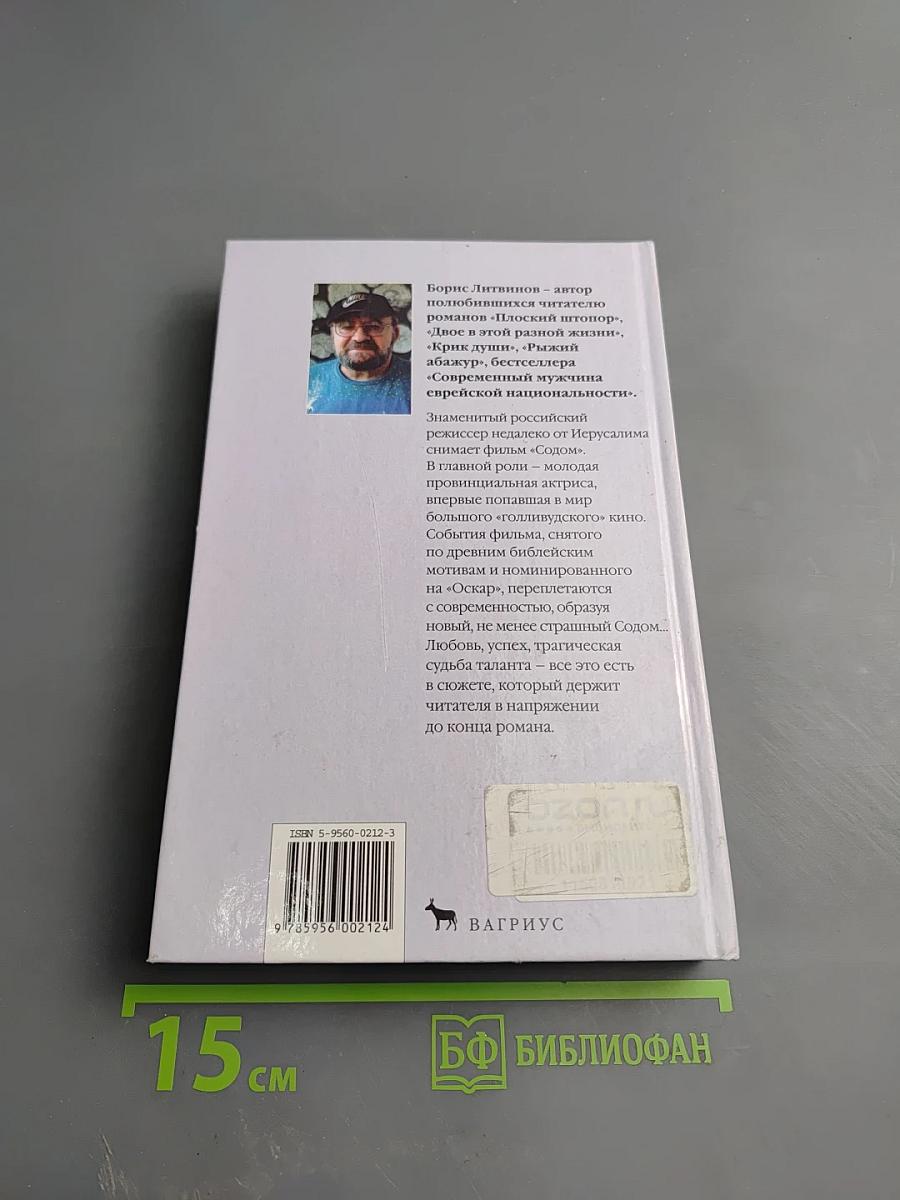 Борис Литвинов – автор
полюбившихся читателю
романов «Плоский штопор»,
«Двое в этой разной жизни»,
«Крик души», «Рыжий
абажур», бестселлера
«Современный мужчина
еврейской национальности».
Знаменитый российский
режиссер недалеко от Иерусалима
снимает фильм «Содом».
В главной роли – молодая
провинциальная актриса,
впервые попавшая в мир
большого «голливудского» кино.
События фильма, снятого
по древним библейским
мотивам и номинированного
на «Оскар», переплетаются
с современностью, образуя
новый, не менее страшный Содом...
Любовь, успех, трагическая
судьба таланта – все это есть
в сюжете, который держит
читателя в напряжении
до конца романа.
ISBN 5-9560-0212-3
9 785956 002124
ВАГРИУС
15 см
БФ БИБЛИОФАН